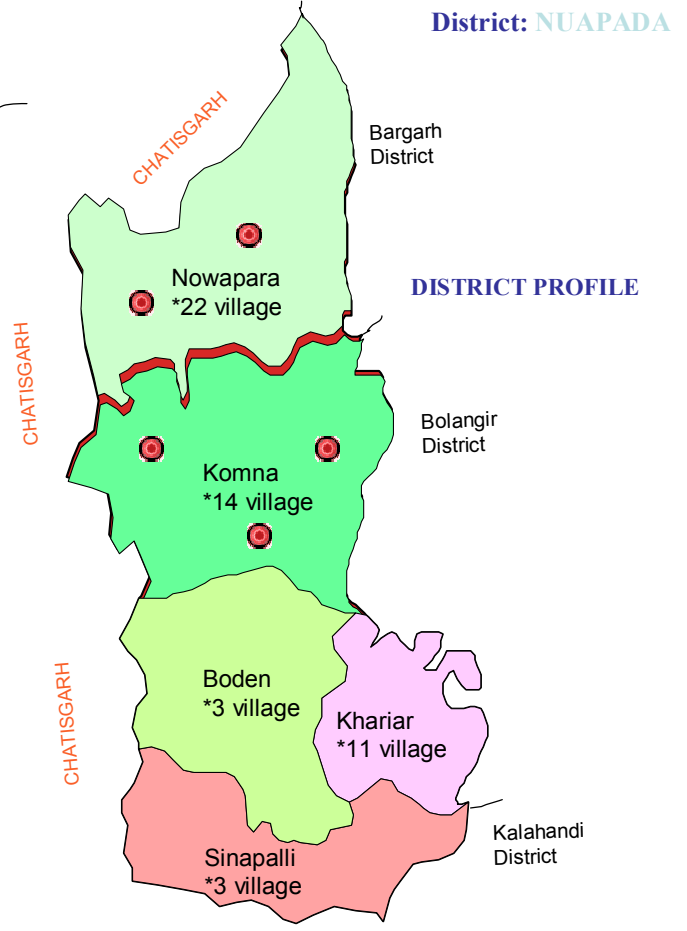 District: NUAPADA
CHATISGARH
Bargarh
District
Nowapara
*22 village
DISTRICT PROFILE
CHATISGARH
Bolangir
District
Komna
*14 village
CHATISGARH
Boden
*3 village
Khariar
*11 village
Kalahandi
District
Sinapalli
*3 village